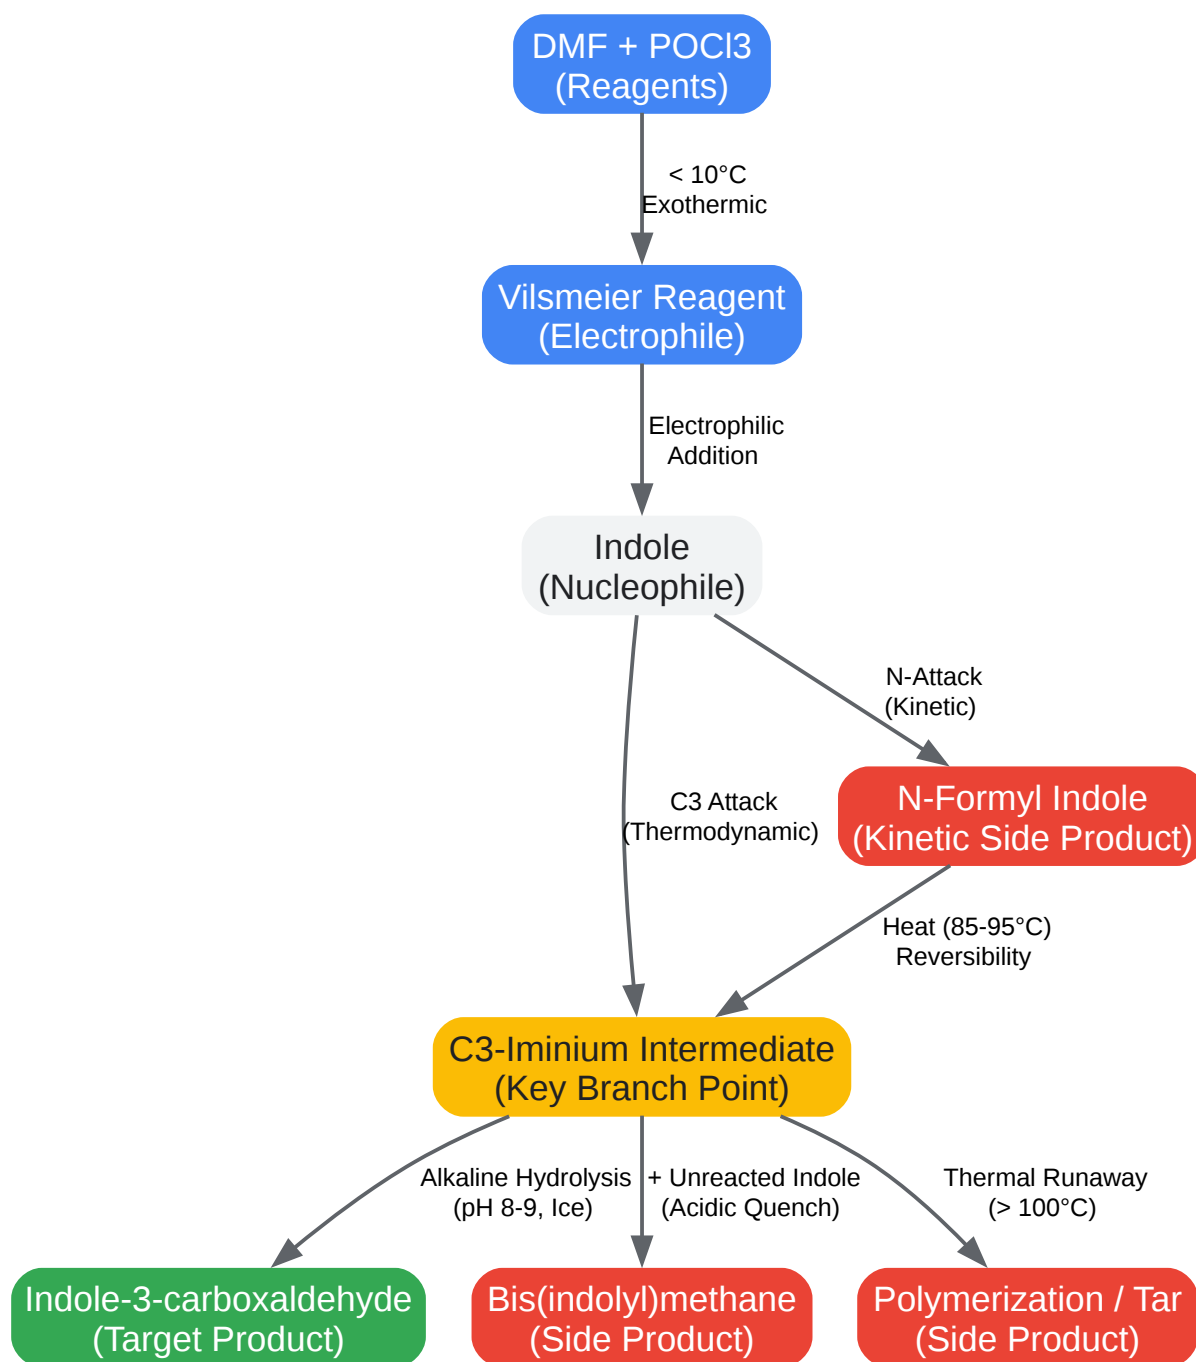 DMF + POCl3
(Reagents)
< 10°C
Exothermic
Vilsmeier Reagent
(Electrophile)
Electrophilic
Addition
Indole
(Nucleophile)
N-Attack
(Kinetic)
C3 Attack
(Thermodynamic)
N-Formyl Indole
(Kinetic Side Product)
Heat (85-95°C)
Reversibility
C3-Iminium Intermediate
(Key Branch Point)
Alkaline Hydrolysis
(pH 8-9, Ice)
+ Unreacted Indole
(Acidic Quench)
Thermal Runaway
(> 100°C)
Indole-3-carboxaldehyde
(Target Product)
Bis(indolyl)methane
(Side Product)
Polymerization / Tar
(Side Product)